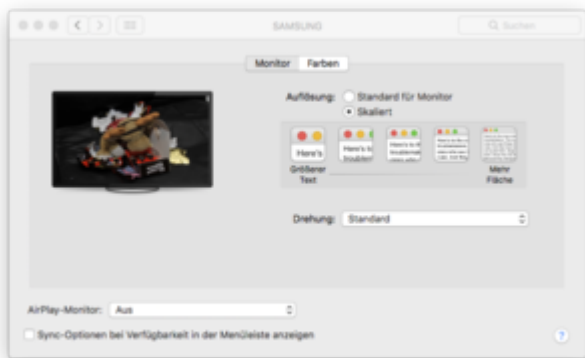 SAMSUNG
Suchen
Monitor Farben
Auflösung: Standard für Monitor
Skaliert
Here's
Größerer
Text
Mehr
Fläche
Drehung: Standard
AirPlay-Monitor: Aus
Sync-Optionen bei Verfügbarkeit in der Menüleiste anzeigen
?